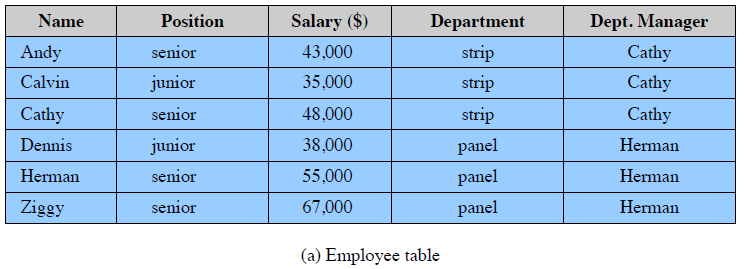 Name Position Salary ($) Department Dept. Manager
Andy senior 43,000 strip Cathy
Calvin junior 35,000 strip Cathy
Cathy senior 48,000 strip Cathy
Dennis junior 38,000 panel Herman
Herman senior 55,000 panel Herman
Ziggy senior 67,000 panel Herman
(a) Employee table